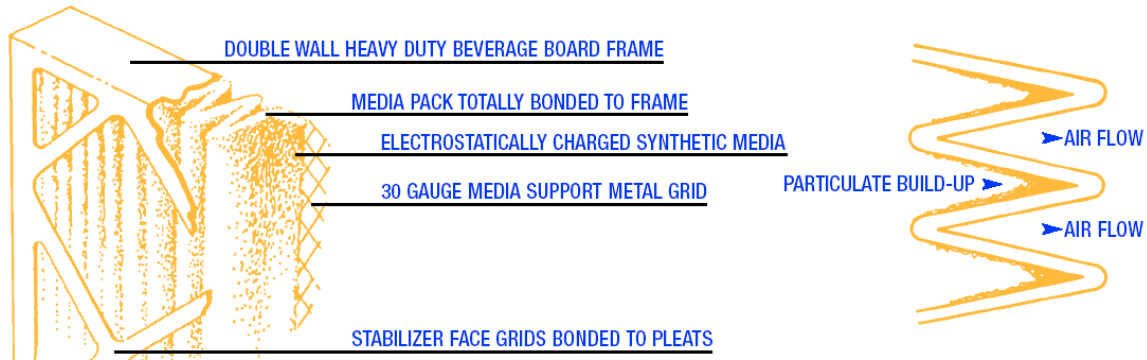 DOUBLE WALL HEAVY DUTY BEVERAGE BOARD FRAME
MEDIA PACK TOTALLY BONDED TO FRAME
ELECTROSTATICALLY CHARGED SYNTHETIC MEDIA
30 GAUGE MEDIA SUPPORT METAL GRID
STABILIZER FACE GRIDS BONDED TO PLEATS
AIR FLOW
PARTICULATE BUILD-UP
AIR FLOW